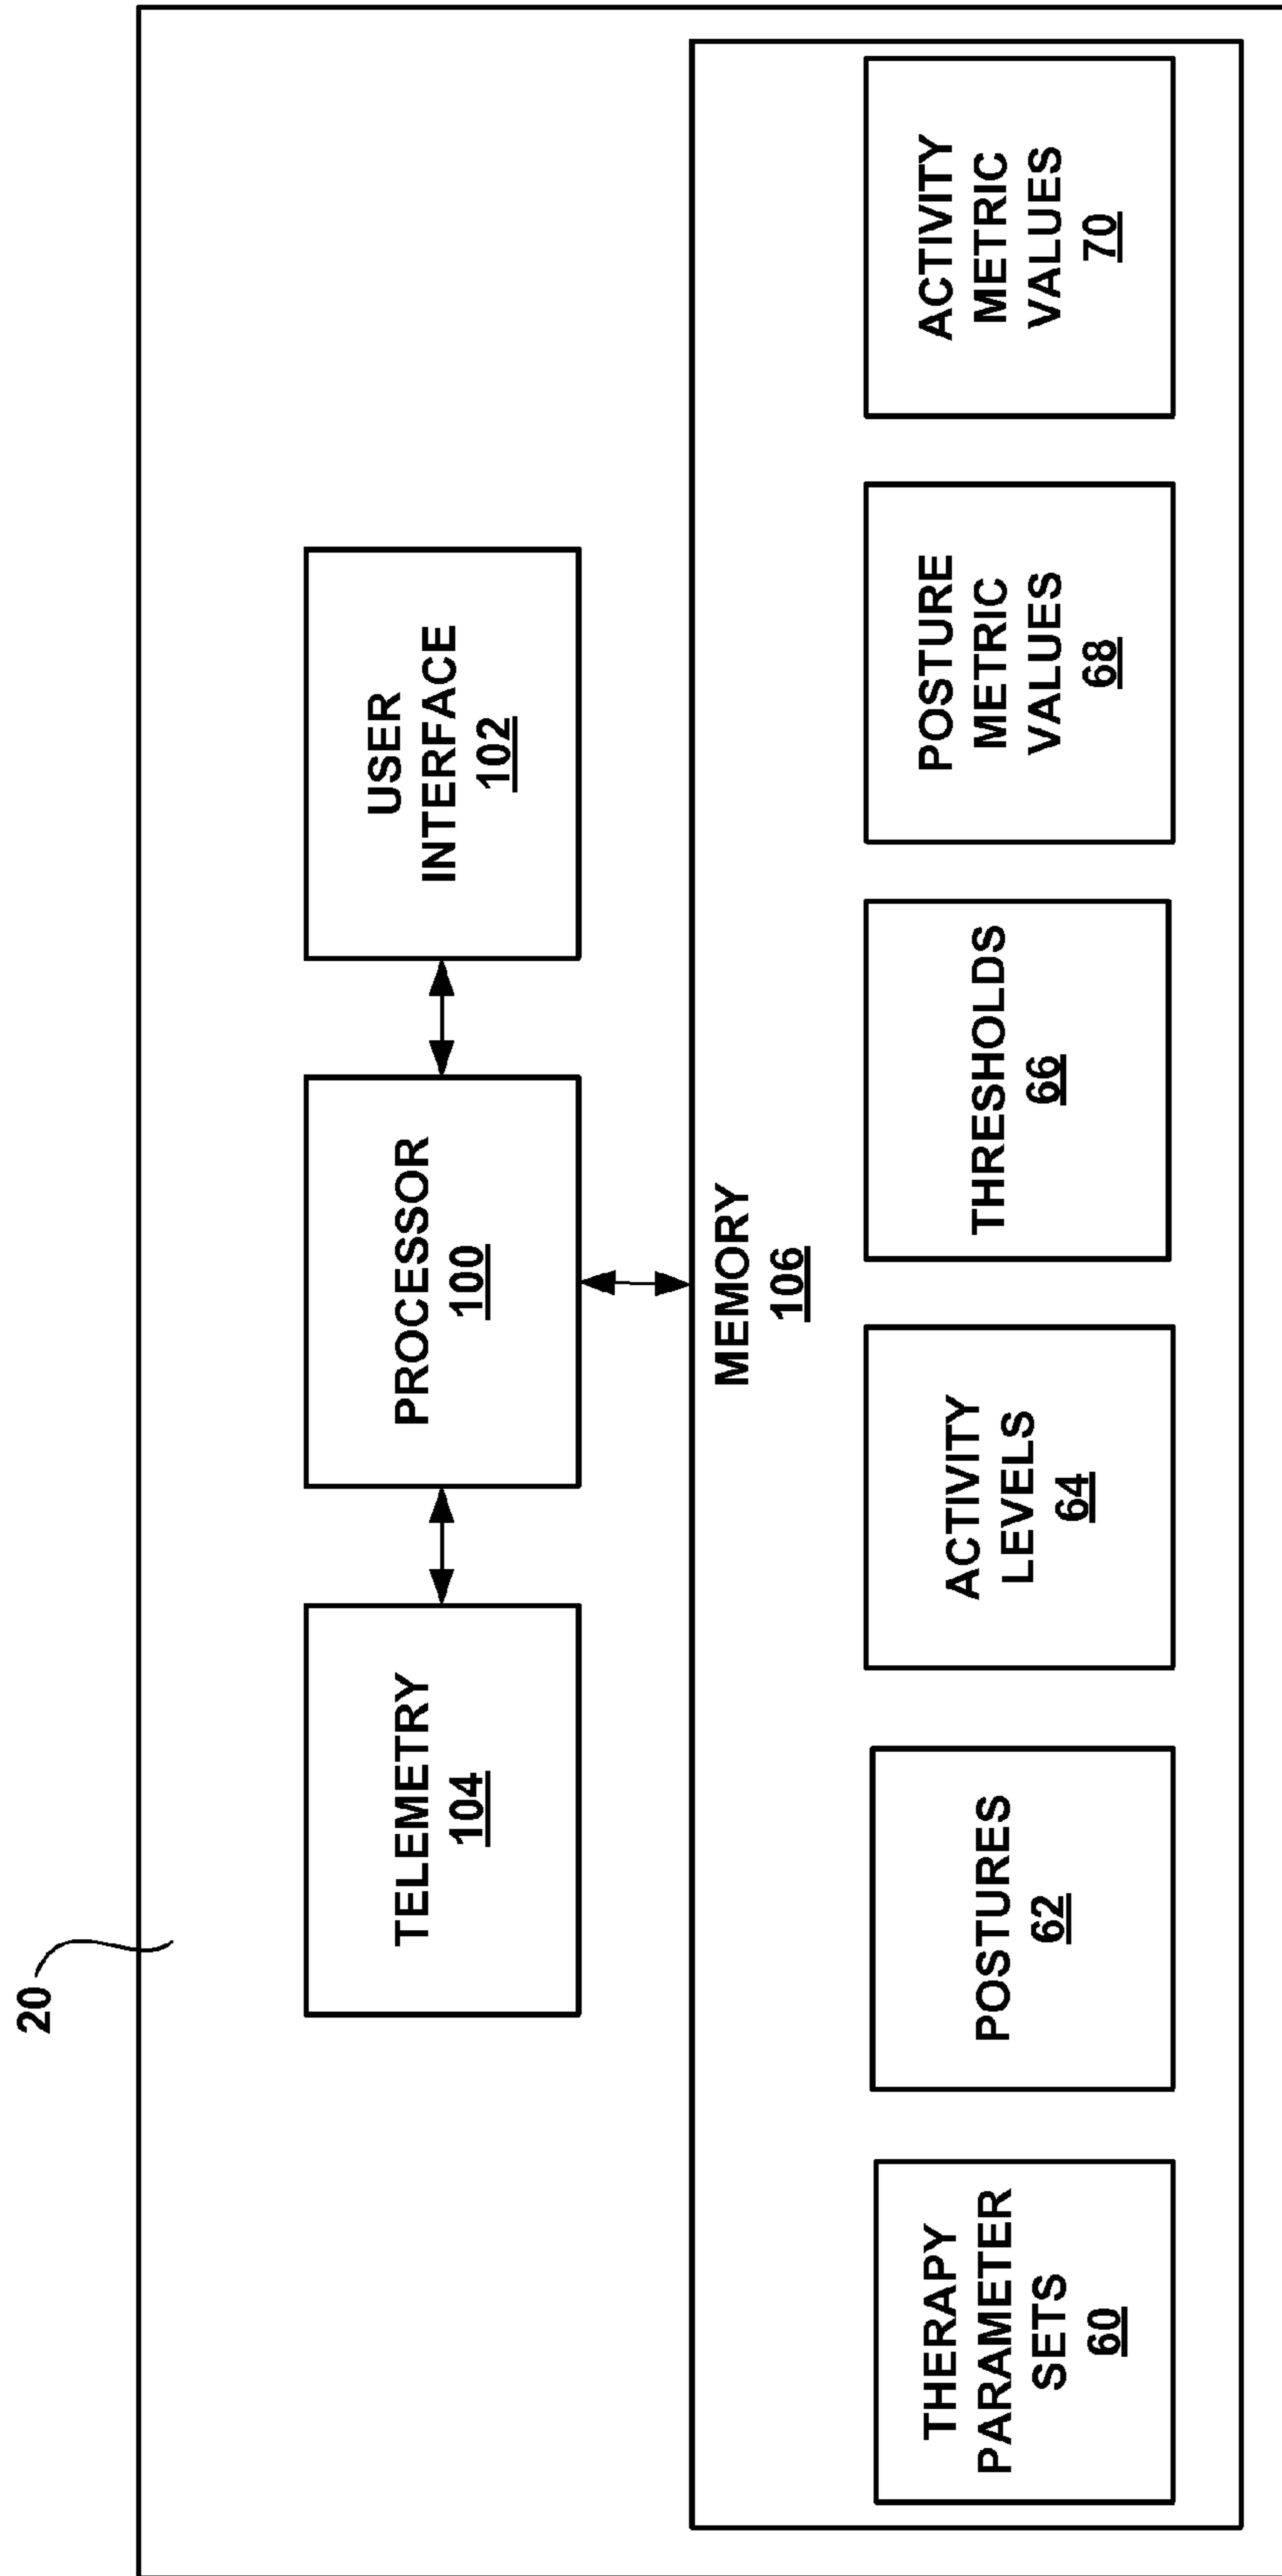 20
TELEMETRY
104
PROCESSOR
100
USER
INTERFACE
102
MEMORY
106
THERAPY
PARAMETER
SETS
60
POSTURES
62
ACTIVITY
LEVELS
64
THRESHOLDS
66
POSTURE
METRIC
VALUES
68
ACTIVITY
METRIC
VALUES
70